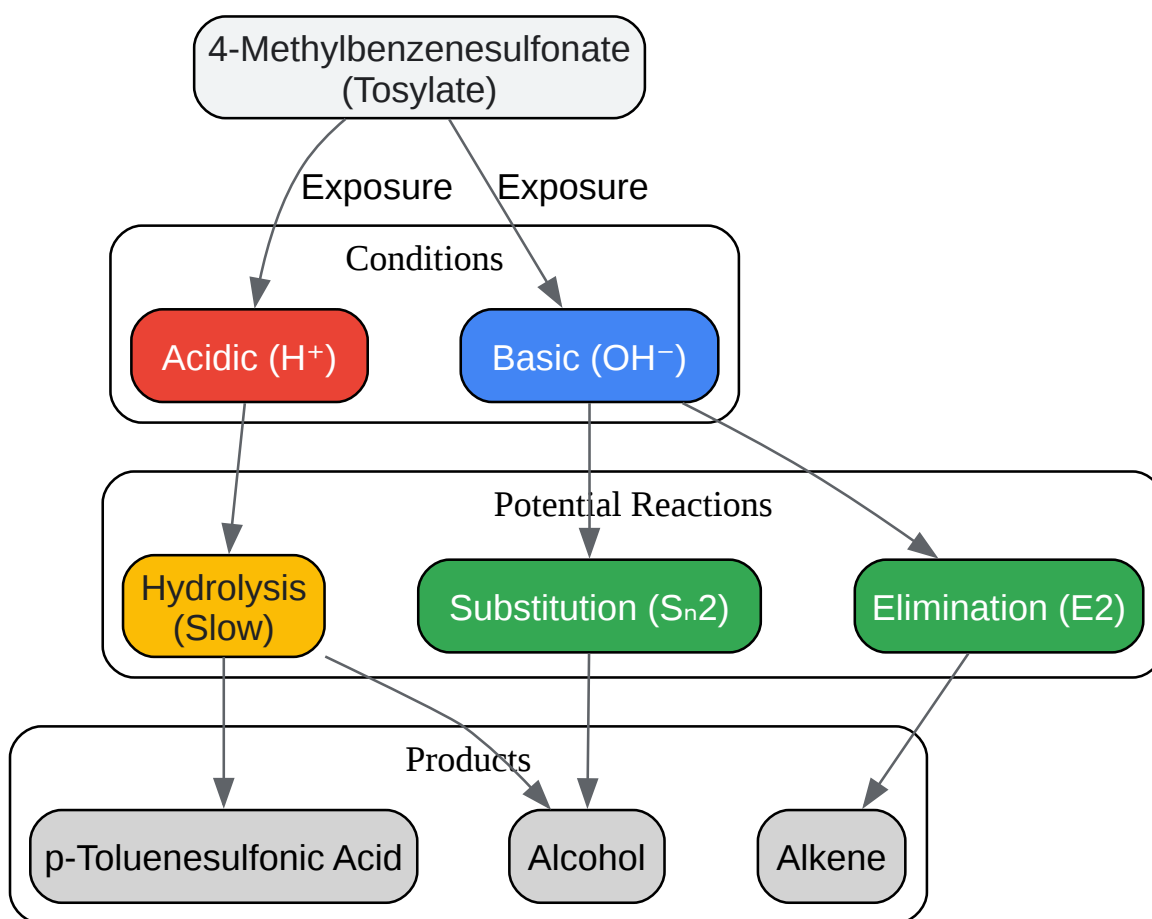 4-Methylbenzenesulfonate
(Tosylate)
Exposure
Exposure
Conditions
Acidic (H⁺)
Basic (OH⁻)
Potential Reactions
Hydrolysis
(Slow)
Substitution (Sₙ2)
Elimination (E2)
Products
p-Toluenesulfonic Acid
Alcohol
Alkene